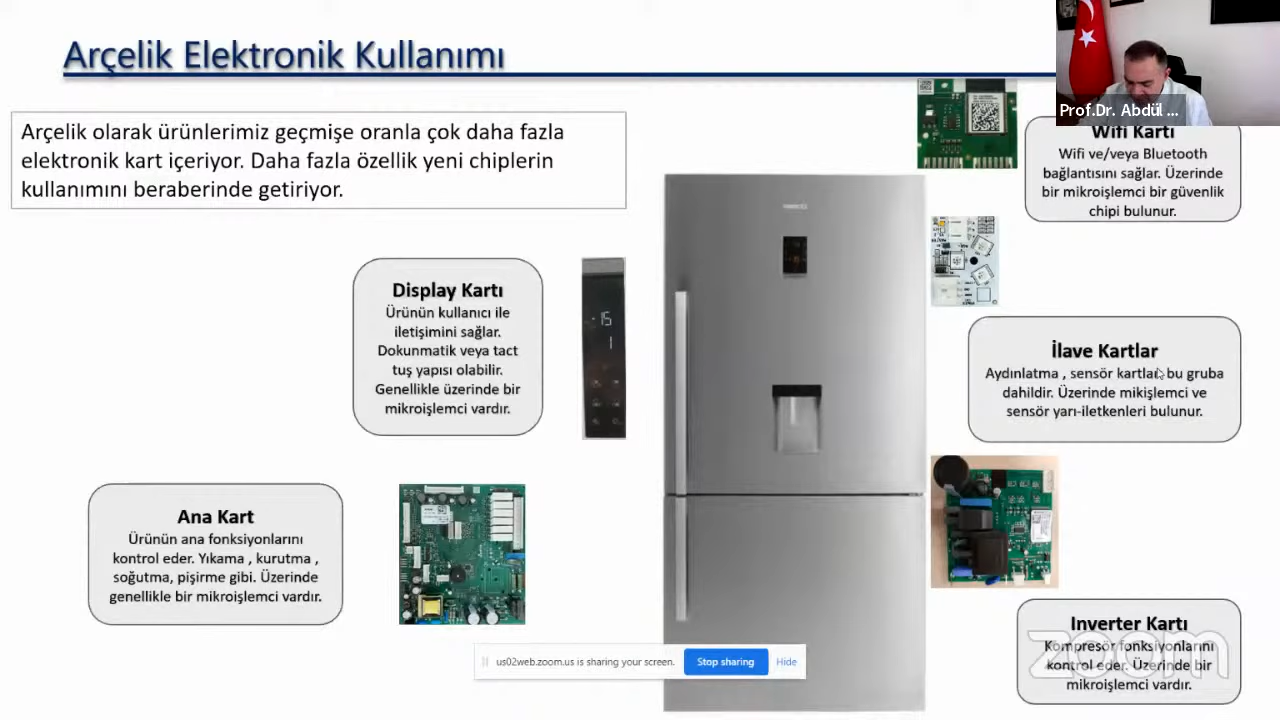 Arçelik Elektronik Kullanımı
Prof.Dr. Abdül ...
Arçelik olarak ürünlerimiz geçmişe oranla çok daha fazla
elektronik kart içeriyor. Daha fazla özellik yeni chiplerin
kullanımını beraberinde getiriyor.
Wifi Kartı
Wifi ve/veya Bluetooth
bağlantısını sağlar. Üzerinde
bir mikroişlemci bir güvenlik
chipi bulunur.
Display Kartı
Ürünün kullanıcı ile
iletişimini sağlar.
Dokunmatik veya tact
tuş yapısı olabilir.
Genellikle üzerinde bir
mikroişlemci vardır.
-15
1
İlave Kartlar
Aydınlatma , sensör kartlar bu gruba
dahildir. Üzerinde mikişlemci ve
sensör yarı-iletkenleri bulunur.
Ana Kart
Ürünün ana fonksiyonlarını
kontrol eder. Yıkama , kurutma ,
soğutma, pişirme gibi. Üzerinde
genellikle bir mikroişlemci vardır.
Inverter Kartı
Kompresör fonksiyonlarını
kontrol eder. Üzerinde bir
mikroişlemci vardır.
zoom
us02web.zoom.us is sharing your screen.
Stop sharing
Hide